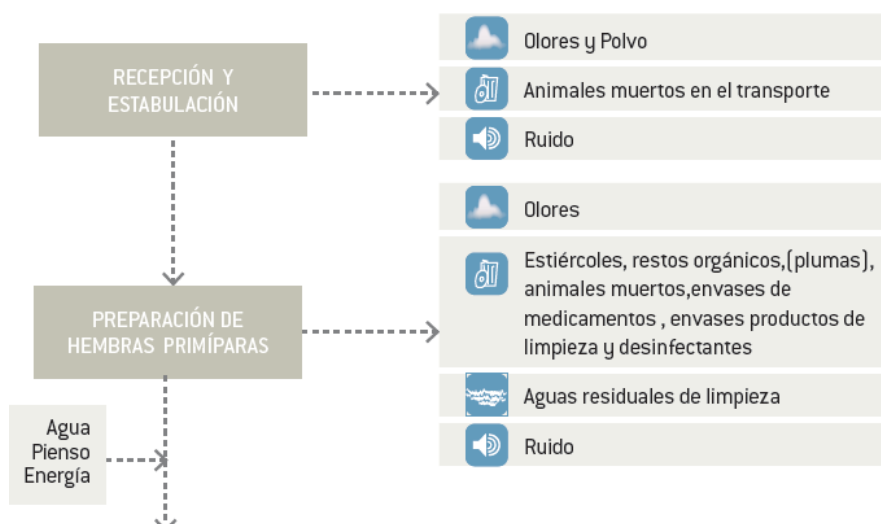 RECEPCIÓN Y
ESTABULACIÓN
Olores y Polvo
Animales muertos en el transporte
Ruido
PREPARACIÓN DE
HEMBRAS PRIMÍPARAS
Olores
Estiércoles, restos orgánicos,(plumas),
animales muertos,envases de
medicamentos , envases productos de
limpieza y desinfectantes
Aguas residuales de limpieza
Ruido
Agua
Pienso
Energía